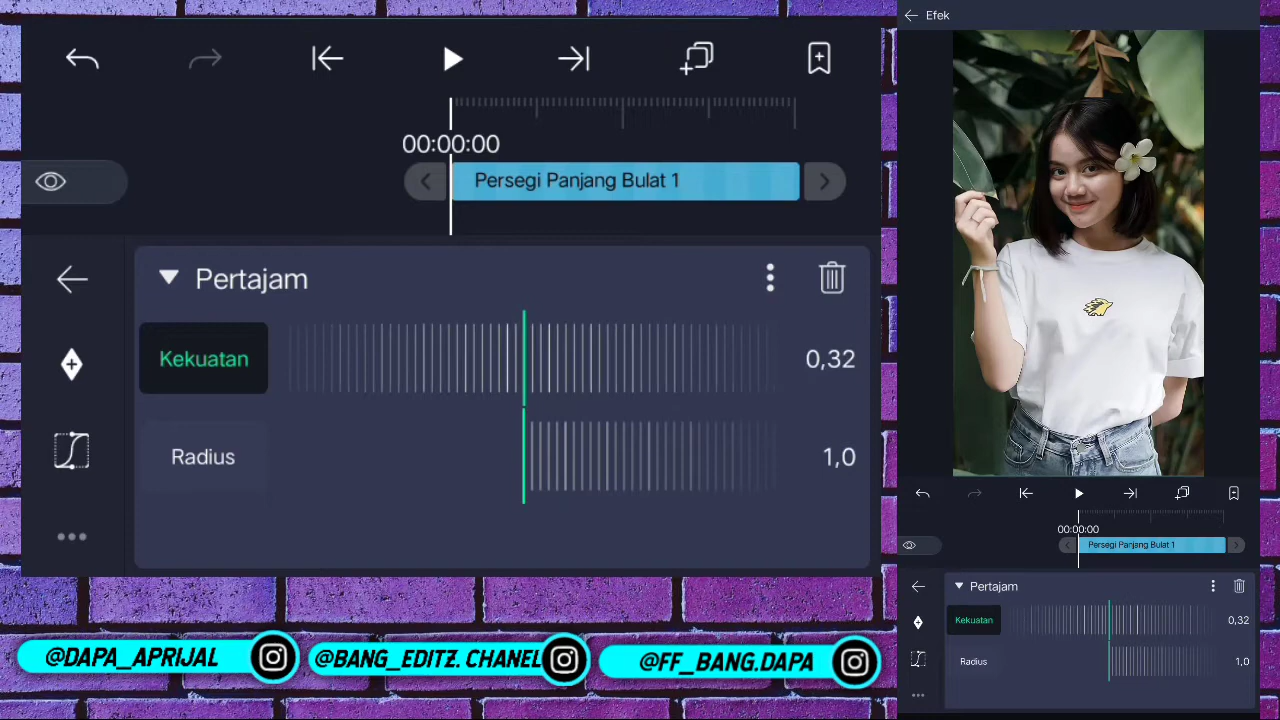 00:00:00
Persegi Panjang Bulat 1
Pertajam
Kekuatan
0,32
Radius
1,0
@DAPA_APRIJAL
@BANG_EDITZ.CHANEL
@FF_BANG.DAPA
Efek
00:00:00
Persegi Panjang Bulat 1
Pertajam
Kekuatan
0,32
Radius
1,0